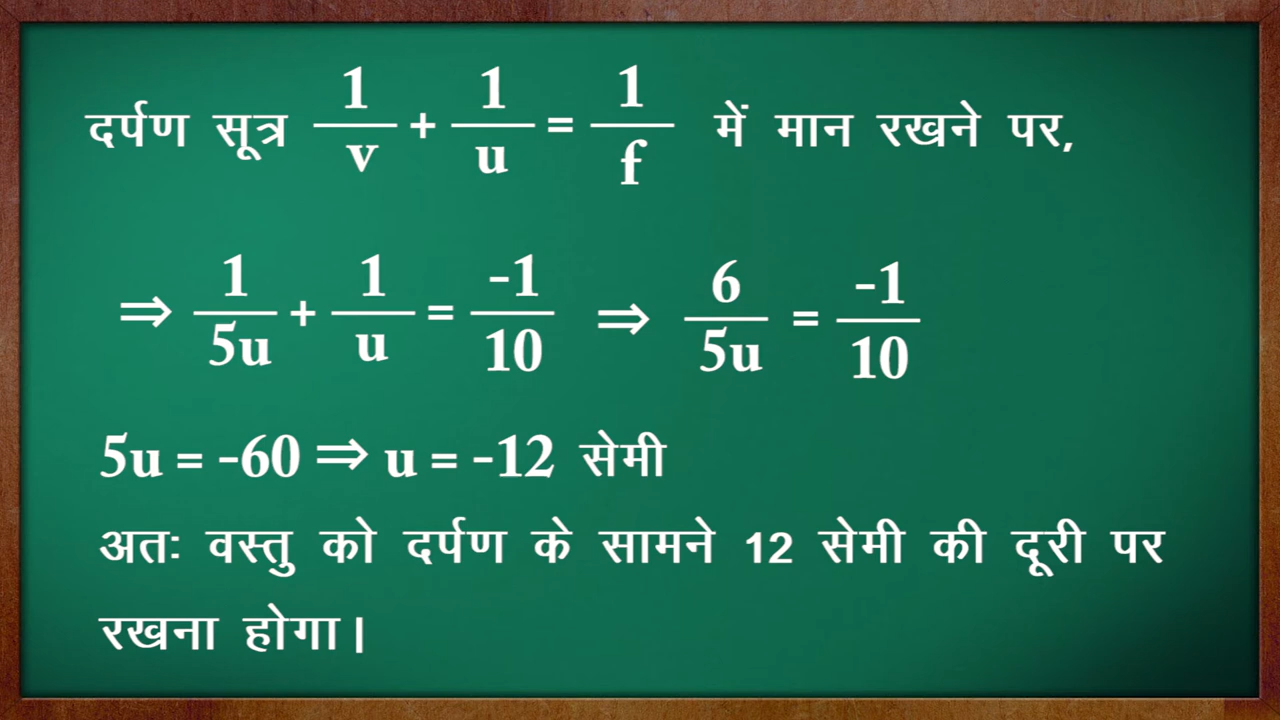 दर्पण सूत्र 1/v + 1/u = 1/f में मान रखने पर,
⇒ 1/5u + 1/u = -1/10 ⇒ 6/5u = -1/10
5u = -60 ⇒ u = -12 सेमी
अतः वस्तु को दर्पण के सामने 12 सेमी की दूरी पर
रखना होगा।